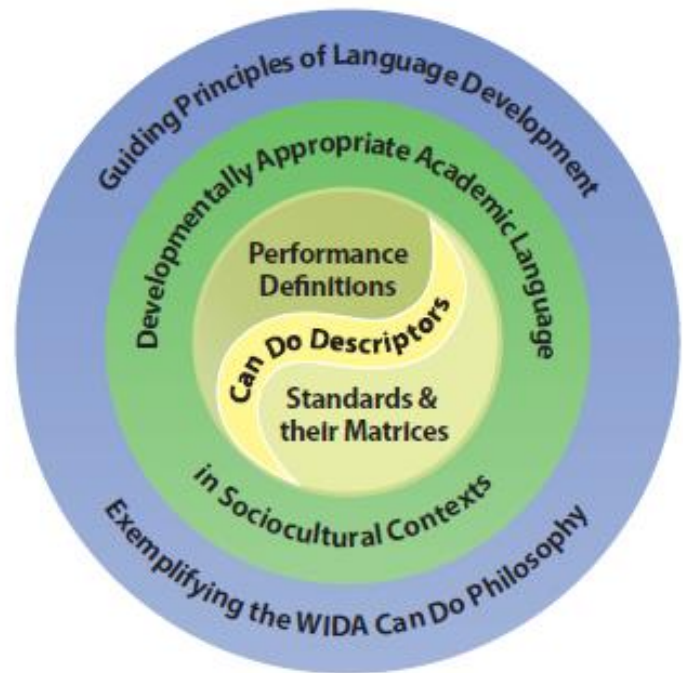 Guiding Principles of Language Development
Developmentally Appropriate Academic Language
Performance
Definitions
Can Do Descriptors
Standards &
their Matrices
in Sociocultural Contexts
Exemplifying the WIDA Can Do Philosophy